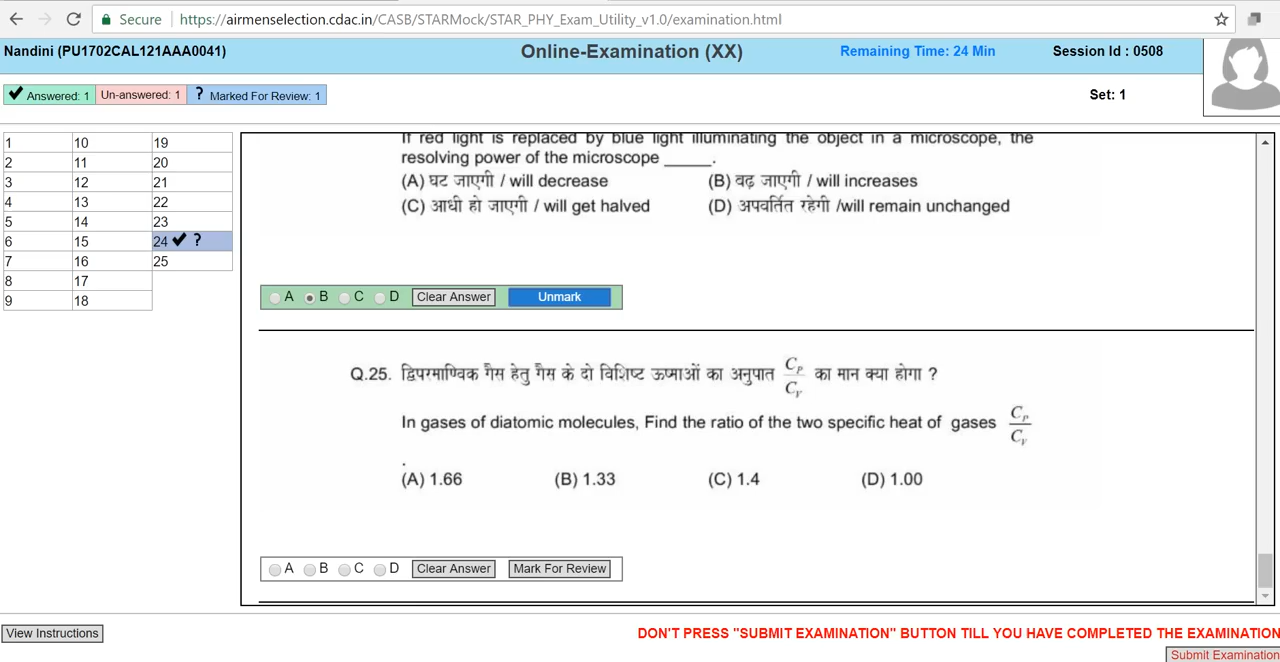 Secure
https://airmenselection.cdac.in/CASB/STARMock/STAR_PHY_Exam_Utility_v1.0/examination.html
Nandini (PU1702CAL121AAA0041)
Online-Examination (XX)
Remaining Time: 24 Min
Session Id : 0508
Answered: 1
Un-answered: 1
? Marked For Review: 1
Set: 1
1 10 19
2 11 20
3 12 21
4 13 22
5 14 23
6 15 24 ?
7 16 25
8 17
9 18
If red light is replaced by blue light illuminating the object in a microscope, the
resolving power of the microscope _____.
(A) घट जाएगी / will decrease (B) बढ़ जाएगी / will increases
(C) आधी हो जाएगी / will get halved (D) अपवर्तित रहेगी /will remain unchanged
A B C D Clear Answer Unmark
Q.25. द्विपरमाण्विक गैस हेतु गैस के दो विशिष्ट ऊष्माओं का अनुपात C_P/C_V का मान क्या होगा ?
In gases of diatomic molecules, Find the ratio of the two specific heat of gases C_P/C_V
.
(A) 1.66 (B) 1.33 (C) 1.4 (D) 1.00
A B C D Clear Answer Mark For Review
View Instructions
DON'T PRESS "SUBMIT EXAMINATION" BUTTON TILL YOU HAVE COMPLETED THE EXAMINATION
Submit Examination